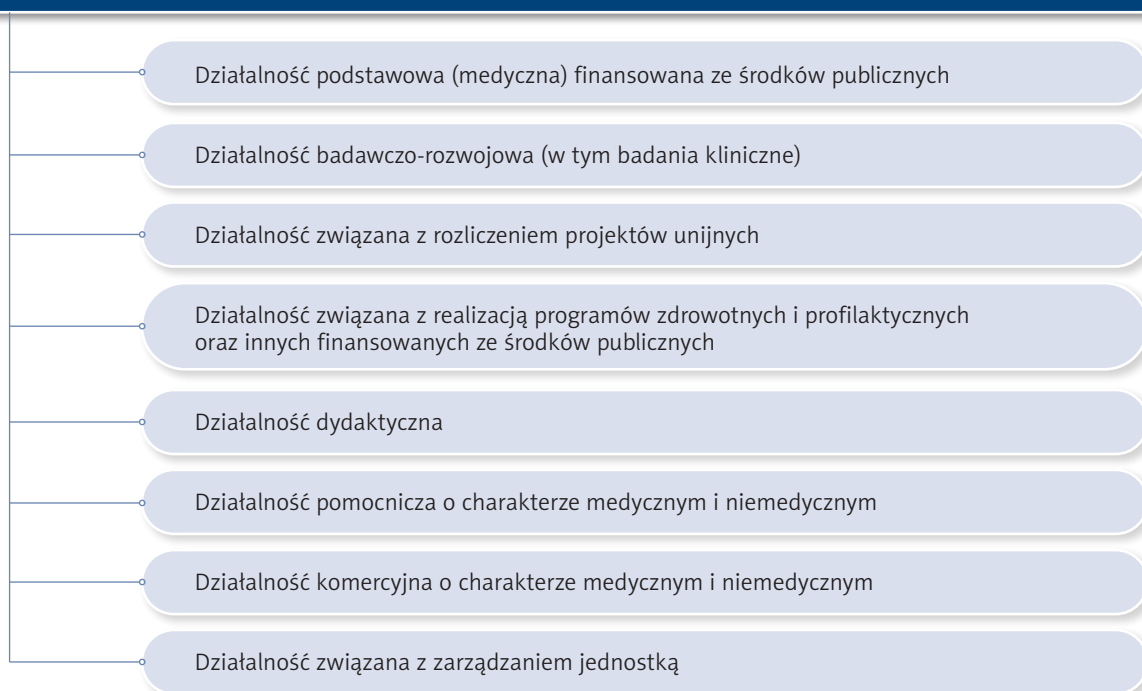 Działalność podstawowa (medyczna) finansowana ze środków publicznych
Działalność badawczo-rozwojowa (w tym badania kliniczne)
Działalność związana z rozliczeniem projektów unijnych
Działalność związana z realizacją programów zdrowotnych i profilaktycznych
oraz innych finansowanych ze środków publicznych
Działalność dydaktyczna
Działalność pomocnicza o charakterze medycznym i niemedycznym
Działalność komercyjna o charakterze medycznym i niemedycznym
Działalność związana z zarządzaniem jednostką